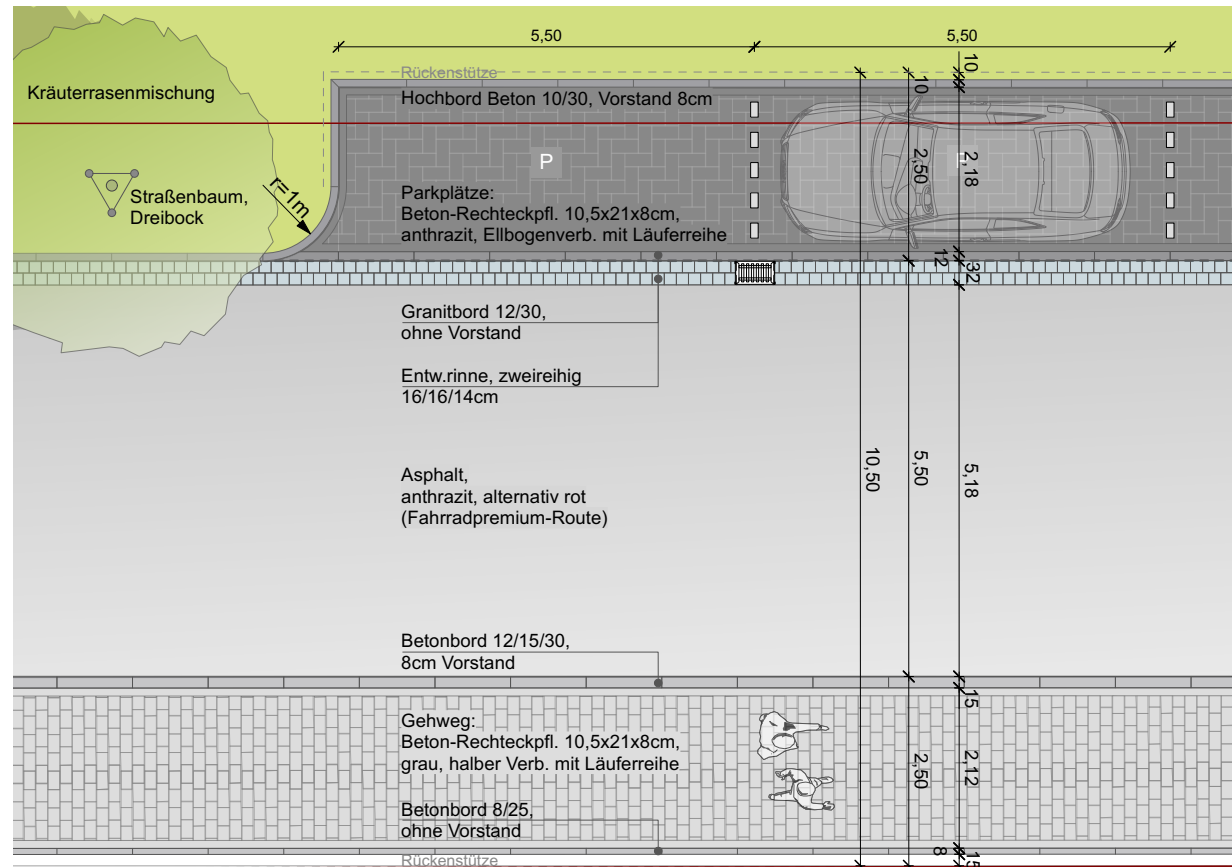 5,50
5,50
10
Rückenstütze
Kräuterrasenmischung
Hochbord Beton 10/30, Vorstand 8cm
10
P
2,50
2,18
Straßenbaum,
Dreibock
r=1m
Parkplätze:
Beton-Rechteckpfl. 10,5x21x8cm,
anthrazit, Ellbogenverb. mit Läuferreihe
12
32
Granitbord 12/30,
ohne Vorstand
Entw.rinne, zweireihig
16/16/14cm
Asphalt,
anthrazit, alternativ rot
(Fahrradpremium-Route)
10,50
5,50
5,18
Betonbord 12/15/30,
8cm Vorstand
15
Gehweg:
Beton-Rechteckpfl. 10,5x21x8cm,
grau, halber Verb. mit Läuferreihe
2,50
2,12
Betonbord 8/25,
ohne Vorstand
8
15
Rückenstütze